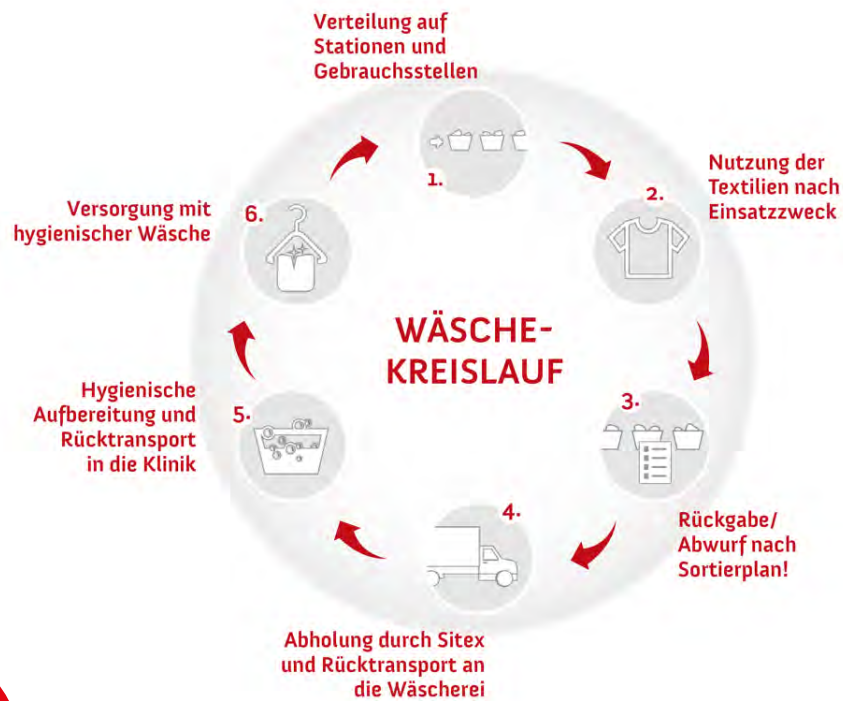 Verteilung auf
Stationen und
Gebrauchsstellen
1.
Nutzung der
Textilien nach
Einsatzzweck
2.
Versorgung mit
hygienischer Wäsche
6.
WÄSCHE-
KREISLAUF
Hygienische
Aufbereitung und
Rücktransport
in die Klinik
5.
3.
Rückgabe/
Abwurf nach
Sortierplan!
4.
Abholung durch Sitex
und Rücktransport an
die Wäscherei